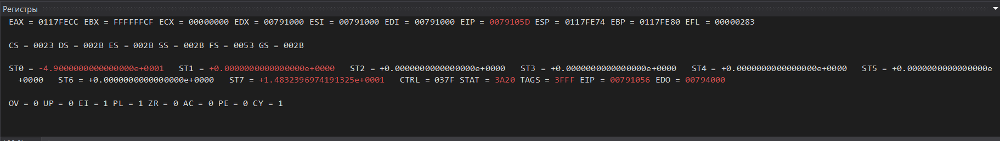 Регистры
EAX = 0117FECC EBX = FFFFFFCF ECX = 00000000 EDX = 00791000 ESI = 00791000 EDI = 00791000 EIP = 0079105D ESP = 0117FE74 EBP = 0117FE80 EFL = 00000283
CS = 0023 DS = 002B ES = 002B SS = 002B FS = 0053 GS = 002B
ST0 = -4.9000000000000000e+0001 ST1 = +0.0000000000000000e+0000 ST2 = +0.0000000000000000e+0000 ST3 = +0.0000000000000000e+0000 ST4 = +0.0000000000000000e+0000 ST5 = +0.0000000000000000e
+0000 ST6 = +0.0000000000000000e+0000 ST7 = +1.4832396974191325e+0001 CTRL = 037F STAT = 3A20 TAGS = 3FFF EIP = 00791056 EDO = 00794000
OV = 0 UP = 0 EI = 1 PL = 1 ZR = 0 AC = 0 PE = 0 CY = 1